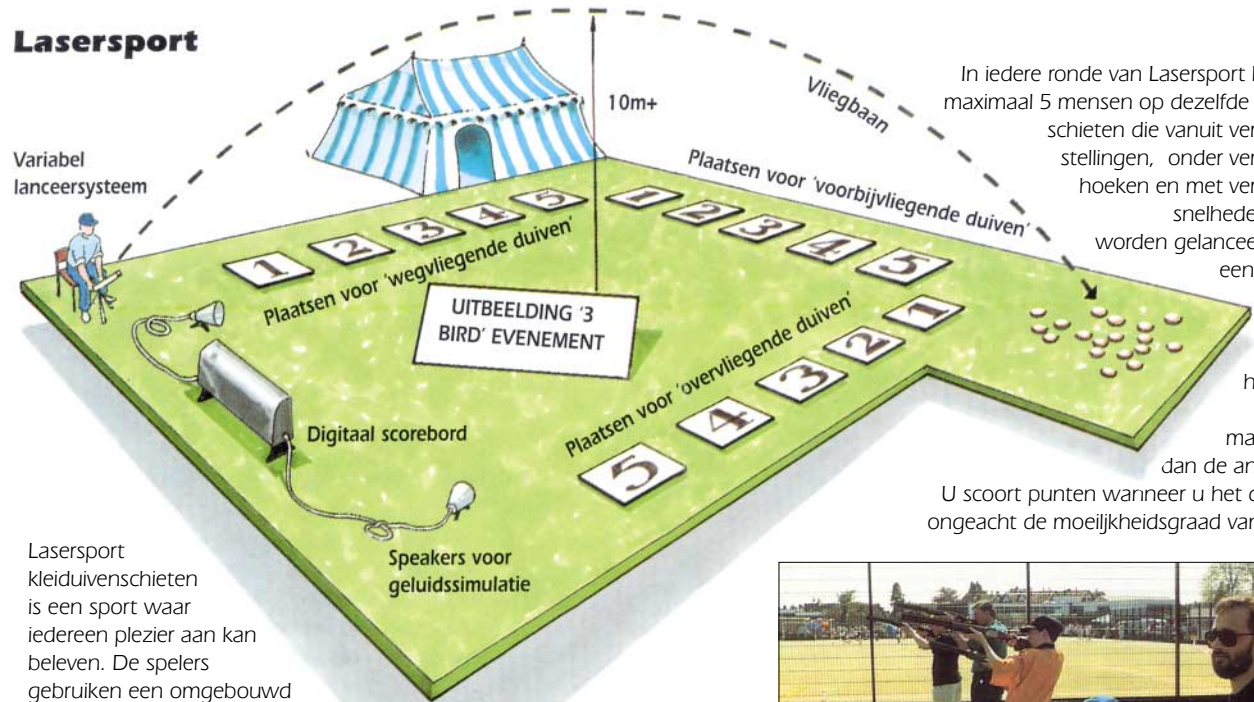 Lasersport
10m+
Vliegbaan
Variabel
lanceersysteem
Plaatsen voor 'voorbijvliegende duiven'
1 2 3 4 5
1 2 3 4 5
Plaatsen voor 'wegvliegende duiven'
UITBEELDING '3
BIRD' EVENEMENT
1
2
3
4
5
Plaatsen voor 'overvliegende duiven'
Digitaal scorebord
Speakers voor
geluidssimulatie
In iedere ronde van Lasersport
maximaal 5 mensen op dezelfde
schieten die vanuit ver
stellingen, onder ver
hoeken en met ver
snelhede
worden gelancee
een
h
ma
dan de an
U scoort punten wanneer u het
ongeacht de moeiljkheidsgraad var
Lasersport
kleiduivenschieten
is een sport waar
iedereen plezier aan kan
beleven. De spelers
gebruiken een omgebouwd